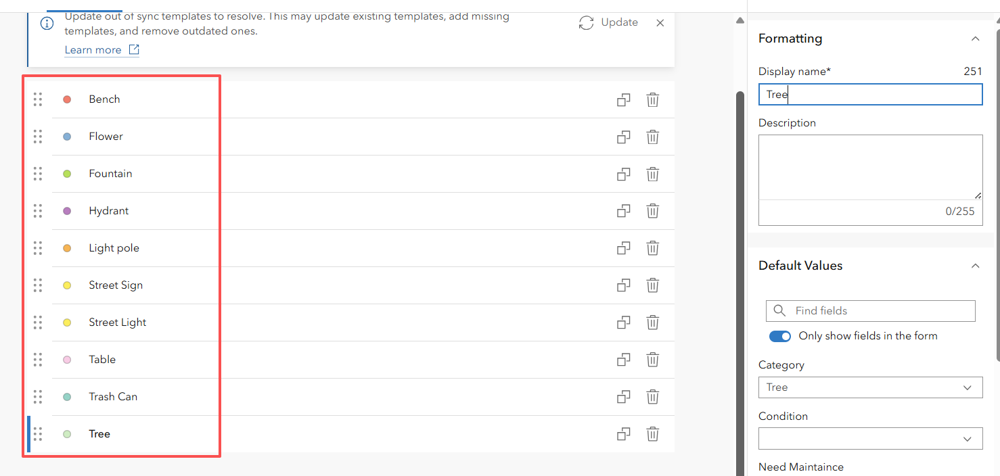 Update out of sync templates to resolve. This may update existing templates, add missing
templates, and remove outdated ones.
Learn more
Update
Bench
Flower
Fountain
Hydrant
Light pole
Street Sign
Street Light
Table
Trash Can
Tree
Formatting
Display name* 251
Tree
Description
0/255
Default Values
Find fields
Only show fields in the form
Category
Tree
Condition
Need Maintaince